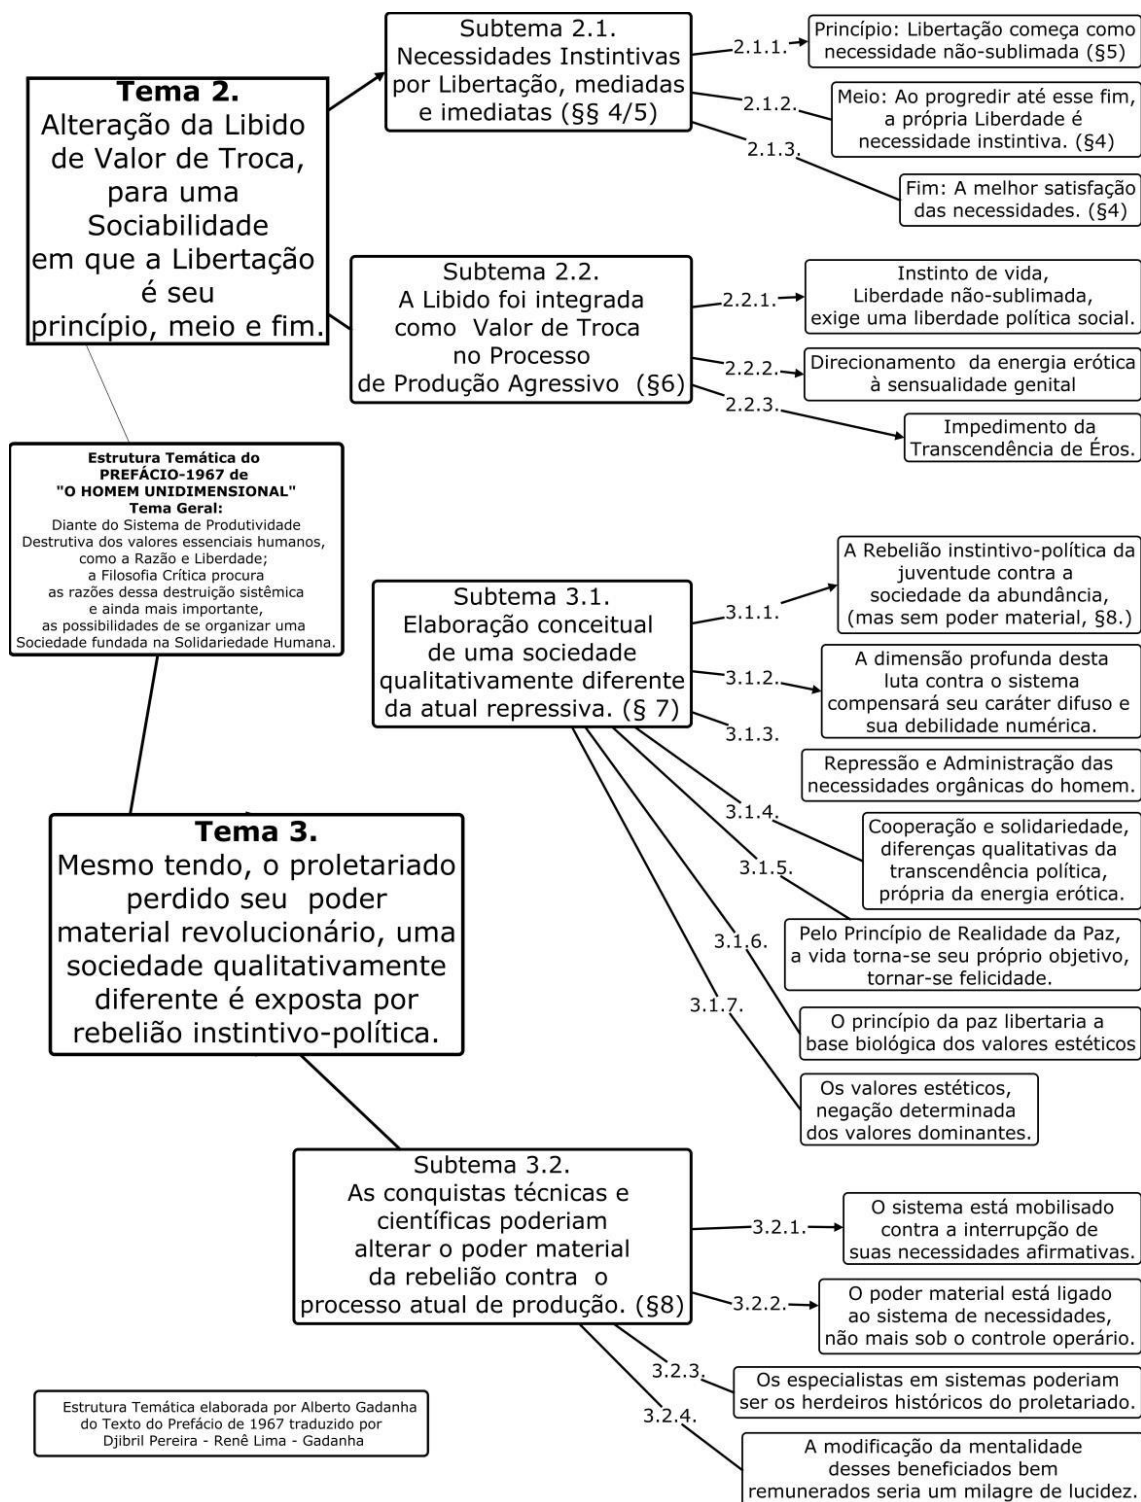 Tema 2.
Alteração da Libido
de Valor de Troca,
para uma
Sociabilidade
em que a Libertação
é seu
princípio, meio e fim.
Subtema 2.1.
Necessidades Instintivas
por Libertação, mediadas
e imediatas (§§ 4/5)
2.1.1.
Princípio: Libertação começa como
necessidade não-sublimada (§5)
2.1.2.
Meio: Ao progredir até esse fim,
a própria Liberdade é
necessidade instintiva. (§4)
2.1.3.
Fim: A melhor satisfação
das necessidades. (§4)
Subtema 2.2.
A Libido foi integrada
como Valor de Troca
no Processo
de Produção Agressivo (§6)
2.2.1.
Instinto de vida,
Liberdade não-sublimada,
exige uma liberdade política social.
2.2.2.
Direcionamento da energia erótica
à sensualidade genital
2.2.3.
Impedimento da
Transcendência de Éros.
Estrutura Temática do
PREFÁCIO-1967 de
"O HOMEM UNIDIMENSIONAL"
Tema Geral:
Diante do Sistema de Produtividade
Destrutiva dos valores essenciais humanos,
como a Razão e Liberdade;
a Filosofia Crítica procura
as razões dessa destruição sistêmica
e ainda mais importante,
as possibilidades de se organizar uma
Sociedade fundada na Solidariedade Humana.
Tema 3.
Mesmo tendo, o proletariado
perdido seu poder
material revolucionário, uma
sociedade qualitativamente
diferente é exposta por
rebelião instintivo-política.
Subtema 3.1.
Elaboração conceitual
de uma sociedade
qualitativamente diferente
da atual repressiva. (§ 7)
3.1.1.
A Rebelião instintivo-política da
juventude contra a
sociedade da abundância,
(mas sem poder material, §8.)
3.1.2.
A dimensão profunda desta
luta contra o sistema
compensará seu caráter difuso e
sua debilidade numérica.
3.1.3.
Repressão e Administração das
necessidades orgânicas do homem.
3.1.4.
Cooperação e solidariedade,
diferenças qualitativas da
transcendência política,
própria da energia erótica.
3.1.5.
Pelo Princípio de Realidade da Paz,
a vida torna-se seu próprio objetivo,
tornar-se felicidade.
3.1.6.
O princípio da paz libertaria a
base biológica dos valores estéticos
3.1.7.
Os valores estéticos,
negação determinada
dos valores dominantes.
Subtema 3.2.
As conquistas técnicas e
científicas poderiam
alterar o poder material
da rebelião contra o
processo atual de produção. (§8)
3.2.1.
O sistema está mobilisado
contra a interrupção de
suas necessidades afirmativas.
3.2.2.
O poder material está ligado
ao sistema de necessidades,
não mais sob o controle operário.
3.2.3.
Os especialistas em sistemas poderiam
ser os herdeiros históricos do proletariado.
3.2.4.
A modificação da mentalidade
desses beneficiados bem
remunerados seria um milagre de lucidez.
Estrutura Temática elaborada por Alberto Gadanha
do Texto do Prefácio de 1967 traduzido por
Djibril Pereira - Renê Lima - Gadanha